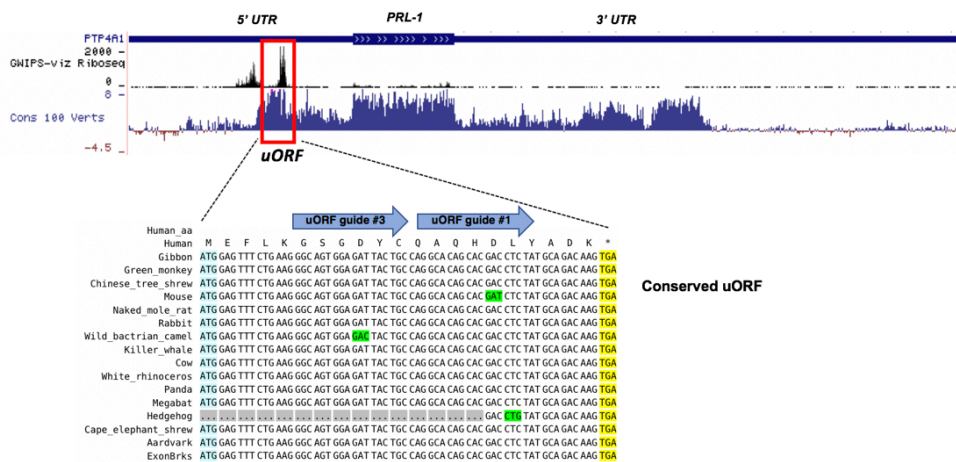 5' UTR PRL-1 3' UTR
PTP4A1
2000 -
GWIPS-viz Riboseq
0 -
8 -
Cons 100 Verts
-4.5 _
uORF
uORF guide #3 uORF guide #1
Human_aa
Human M E F L K G S G D Y C Q A Q H D L Y A D K *
Gibbon ATG GAG TTT CTG AAG GGC AGT GGA GAT TAC TGC CAG GCA CAG CAC GAC CTC TAT GCA GAC AAG TGA
Green_monkey ATG GAG TTT CTG AAG GGC AGT GGA GAT TAC TGC CAG GCA CAG CAC GAC CTC TAT GCA GAC AAG TGA
Chinese_tree_shrew ATG GAG TTT CTG AAG GGC AGT GGA GAT TAC TGC CAG GCA CAG CAC GAC CTC TAT GCA GAC AAG TGA
Mouse ATG GAG TTT CTG AAG GGC AGT GGA GAT TAC TGC CAG GCA CAG CAC GAT CTC TAT GCA GAC AAG TGA
Naked_mole_rat ATG GAG TTT CTG AAG GGC AGT GGA GAT TAC TGC CAG GCA CAG CAC GAC CTC TAT GCA GAC AAG TGA
Rabbit ATG GAG TTT CTG AAG GGC AGT GGA GAT TAC TGC CAG GCA CAG CAC GAC CTC TAT GCA GAC AAG TGA
Wild_bactrian_camel ATG GAG TTT CTG AAG GGC AGT GGA GAC TAC TGC CAG GCA CAG CAC GAC CTC TAT GCA GAC AAG TGA
Killer_whale ATG GAG TTT CTG AAG GGC AGT GGA GAT TAC TGC CAG GCA CAG CAC GAC CTC TAT GCA GAC AAG TGA
Cow ATG GAG TTT CTG AAG GGC AGT GGA GAT TAC TGC CAG GCA CAG CAC GAC CTC TAT GCA GAC AAG TGA
White_rhinoceros ATG GAG TTT CTG AAG GGC AGT GGA GAT TAC TGC CAG GCA CAG CAC GAC CTC TAT GCA GAC AAG TGA
Panda ATG GAG TTT CTG AAG GGC AGT GGA GAT TAC TGC CAG GCA CAG CAC GAC CTC TAT GCA GAC AAG TGA
Megabat ATG GAG TTT CTG AAG GGC AGT GGA GAT TAC TGC CAG GCA CAG CAC GAC CTC TAT GCA GAC AAG TGA
Hedgehog ... ... ... ... ... ... ... ... ... ... ... ... ... ... ... GAC CTG TAT GCA GAC AAG TGA
Cape_elephant_shrew ATG GAG TTT CTG AAG GGC AGT GGA GAT TAC TGC CAG GCA CAG CAC GAC CTC TAT GCA GAC AAG TGA
Aardvark ATG GAG TTT CTG AAG GGC AGT GGA GAT TAC TGC CAG GCA CAG CAC GAC CTC TAT GCA GAC AAG TGA
ExonBrks ATG GAG TTT CTG AAG GGC AGT GGA GAT TAC TGC CAG GCA CAG CAC GAC CTC TAT GCA GAC AAG TGA
Conserved uORF